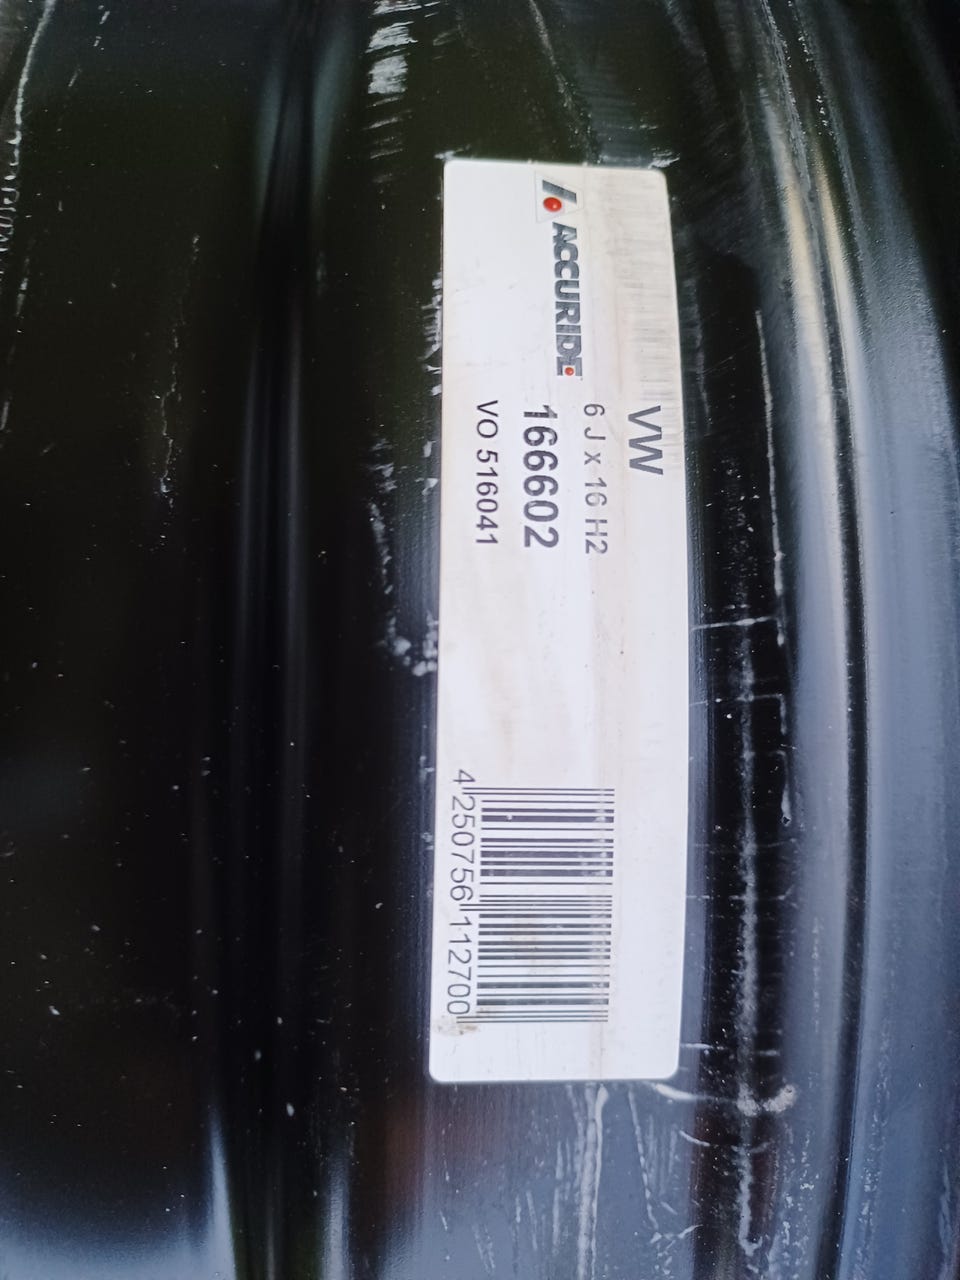 VW
6 J x 16 H2
ACCURIDE
166602
VO 516041
4 250756 112700